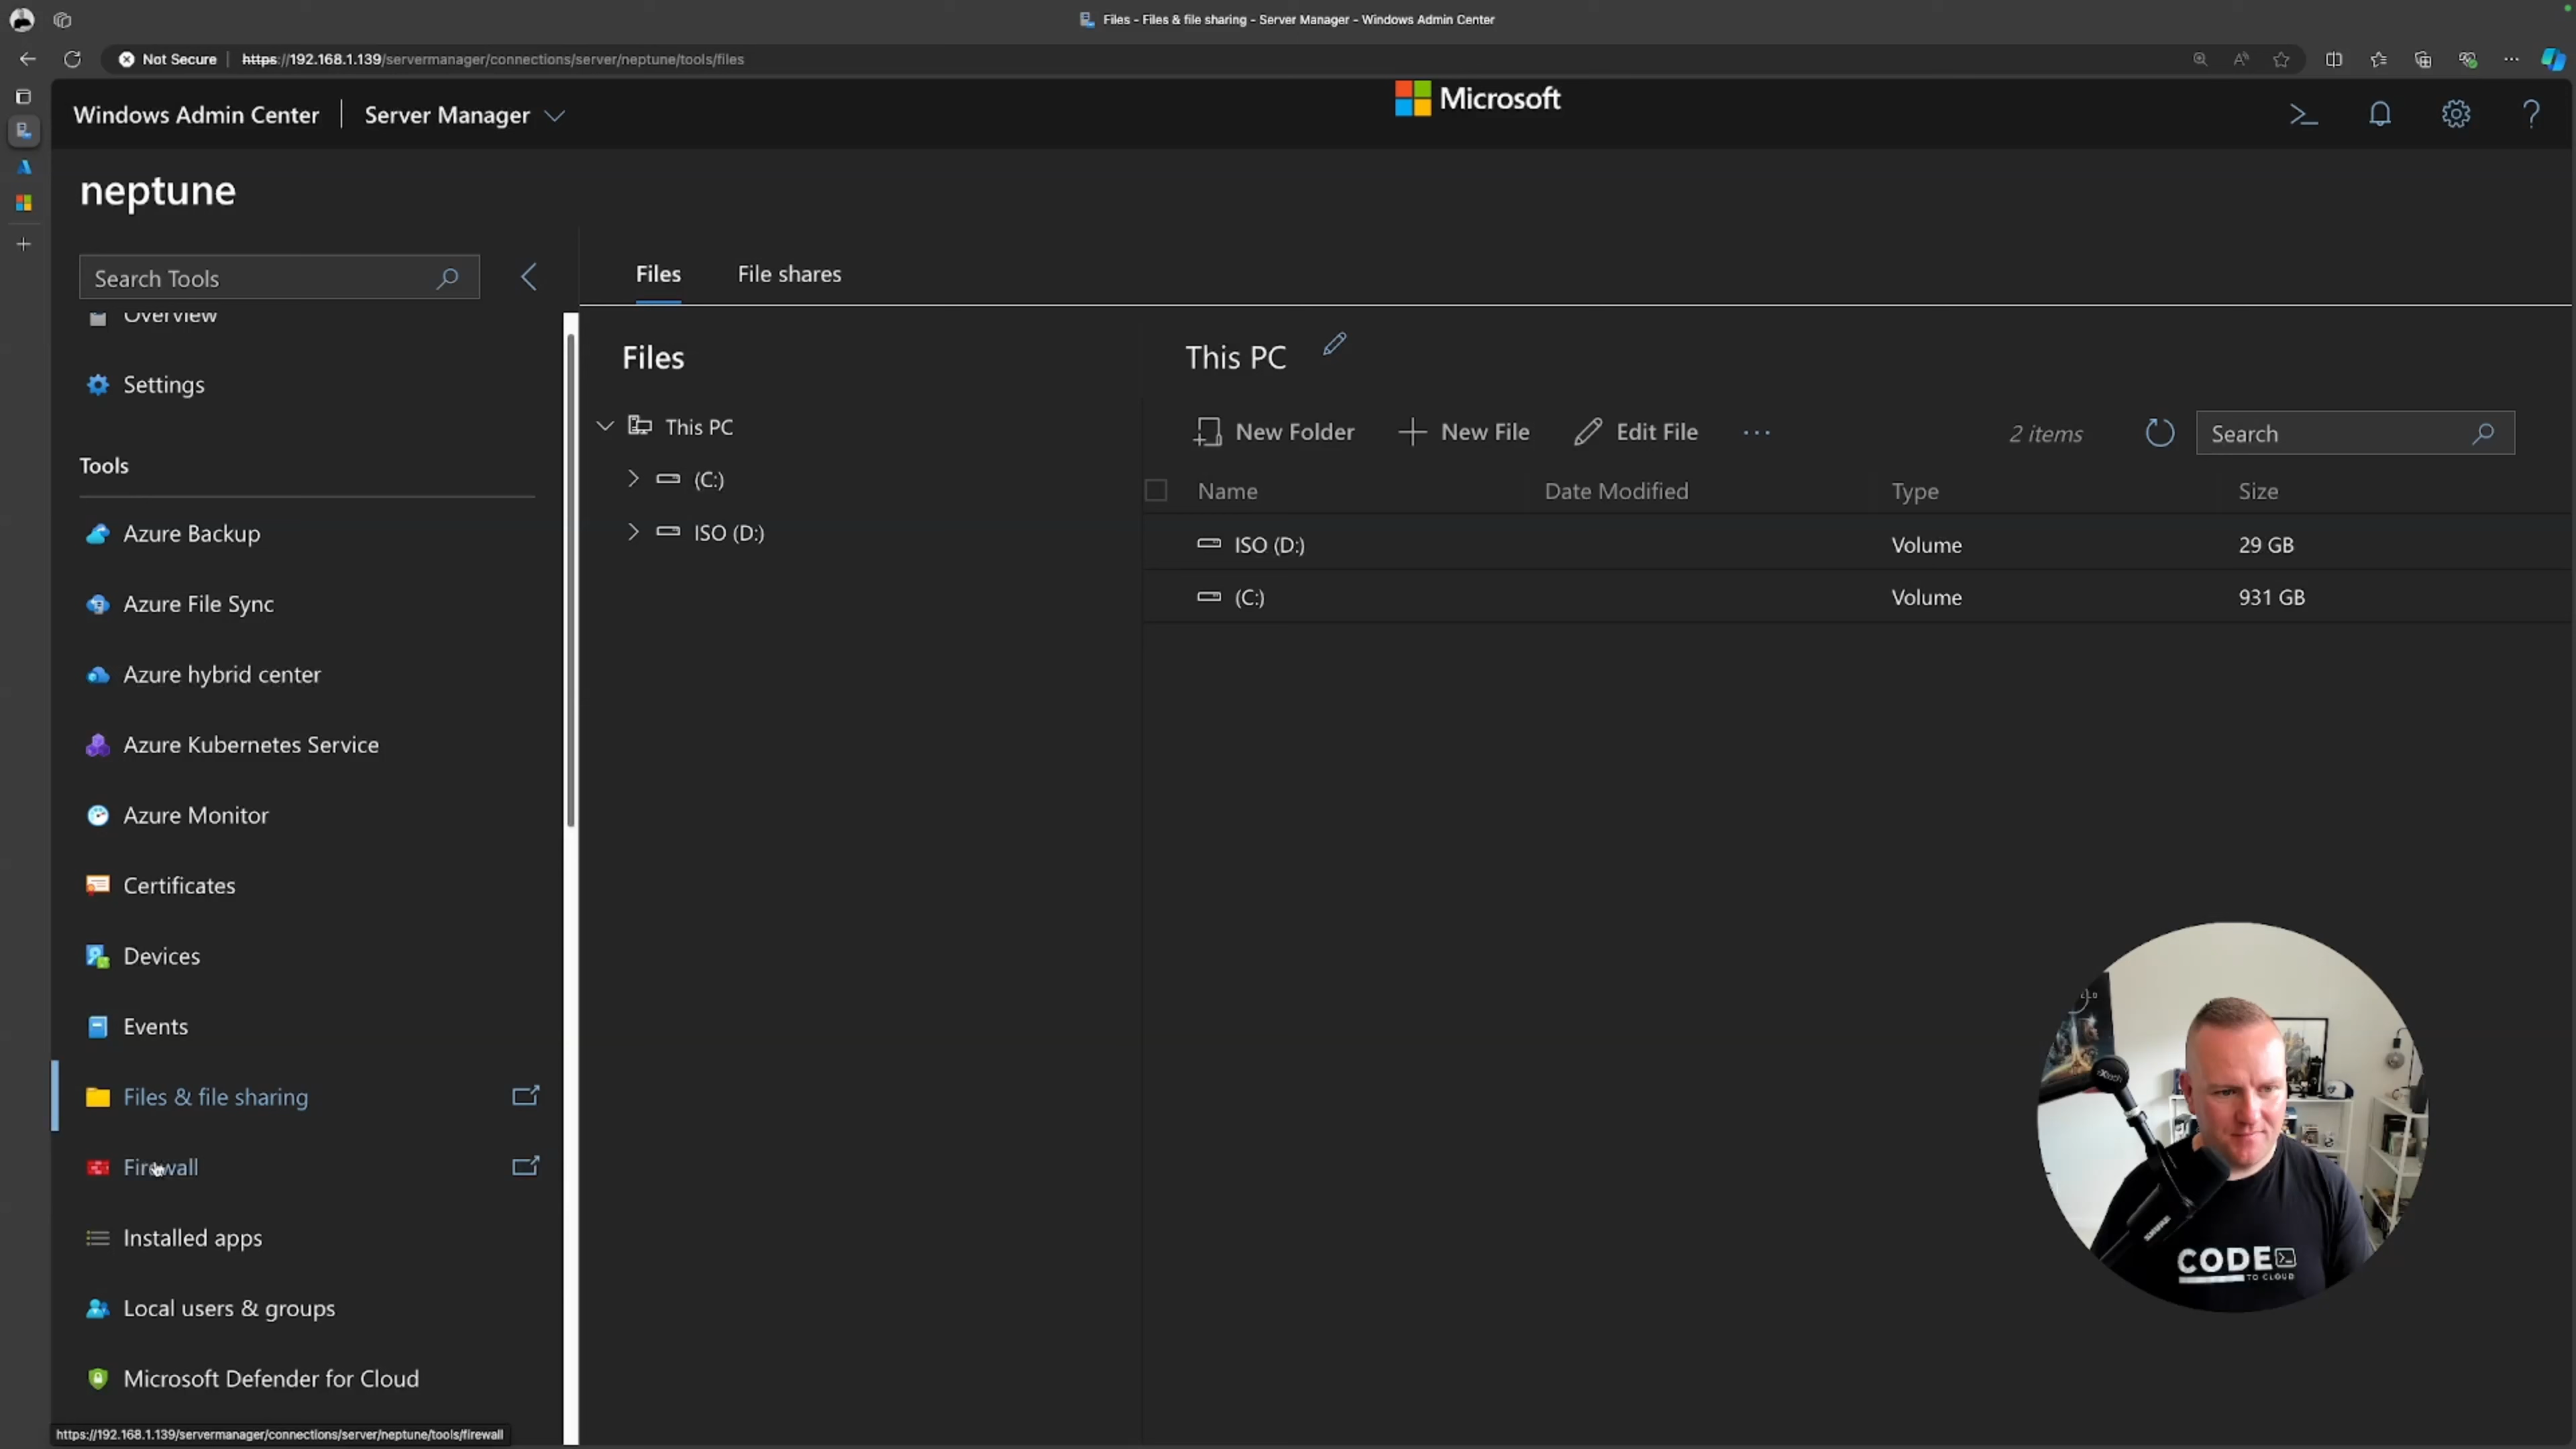 Files - Files & file sharing - Server Manager - Windows Admin Center
Not Secure
https://192.168.1.139/servermanager/connections/server/neptune/tools/files
Windows Admin Center
Server Manager
Microsoft
neptune
Search Tools
Overview
Settings
Tools
Azure Backup
Azure File Sync
Azure hybrid center
Azure Kubernetes Service
Azure Monitor
Certificates
Devices
Events
Files & file sharing
Firewall
Installed apps
Local users & groups
Microsoft Defender for Cloud
https://192.168.1.139/servermanager/connections/server/neptune/tools/firewall
Files
File shares
Files
This PC
(C:)
ISO (D:)
This PC
New Folder
New File
Edit File
2 items
Search
Name
Date Modified
Type
Size
ISO (D:)
Volume
29 GB
(C:)
Volume
931 GB
CODE
TO CLOUD